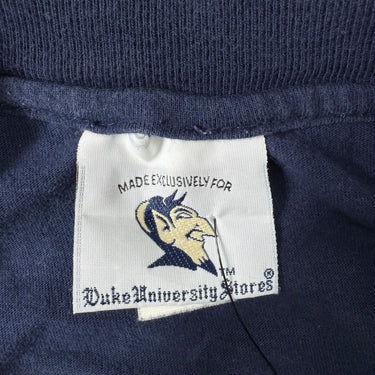 MADE EXCLUSIVELY FOR
TM
Duke University Stores®